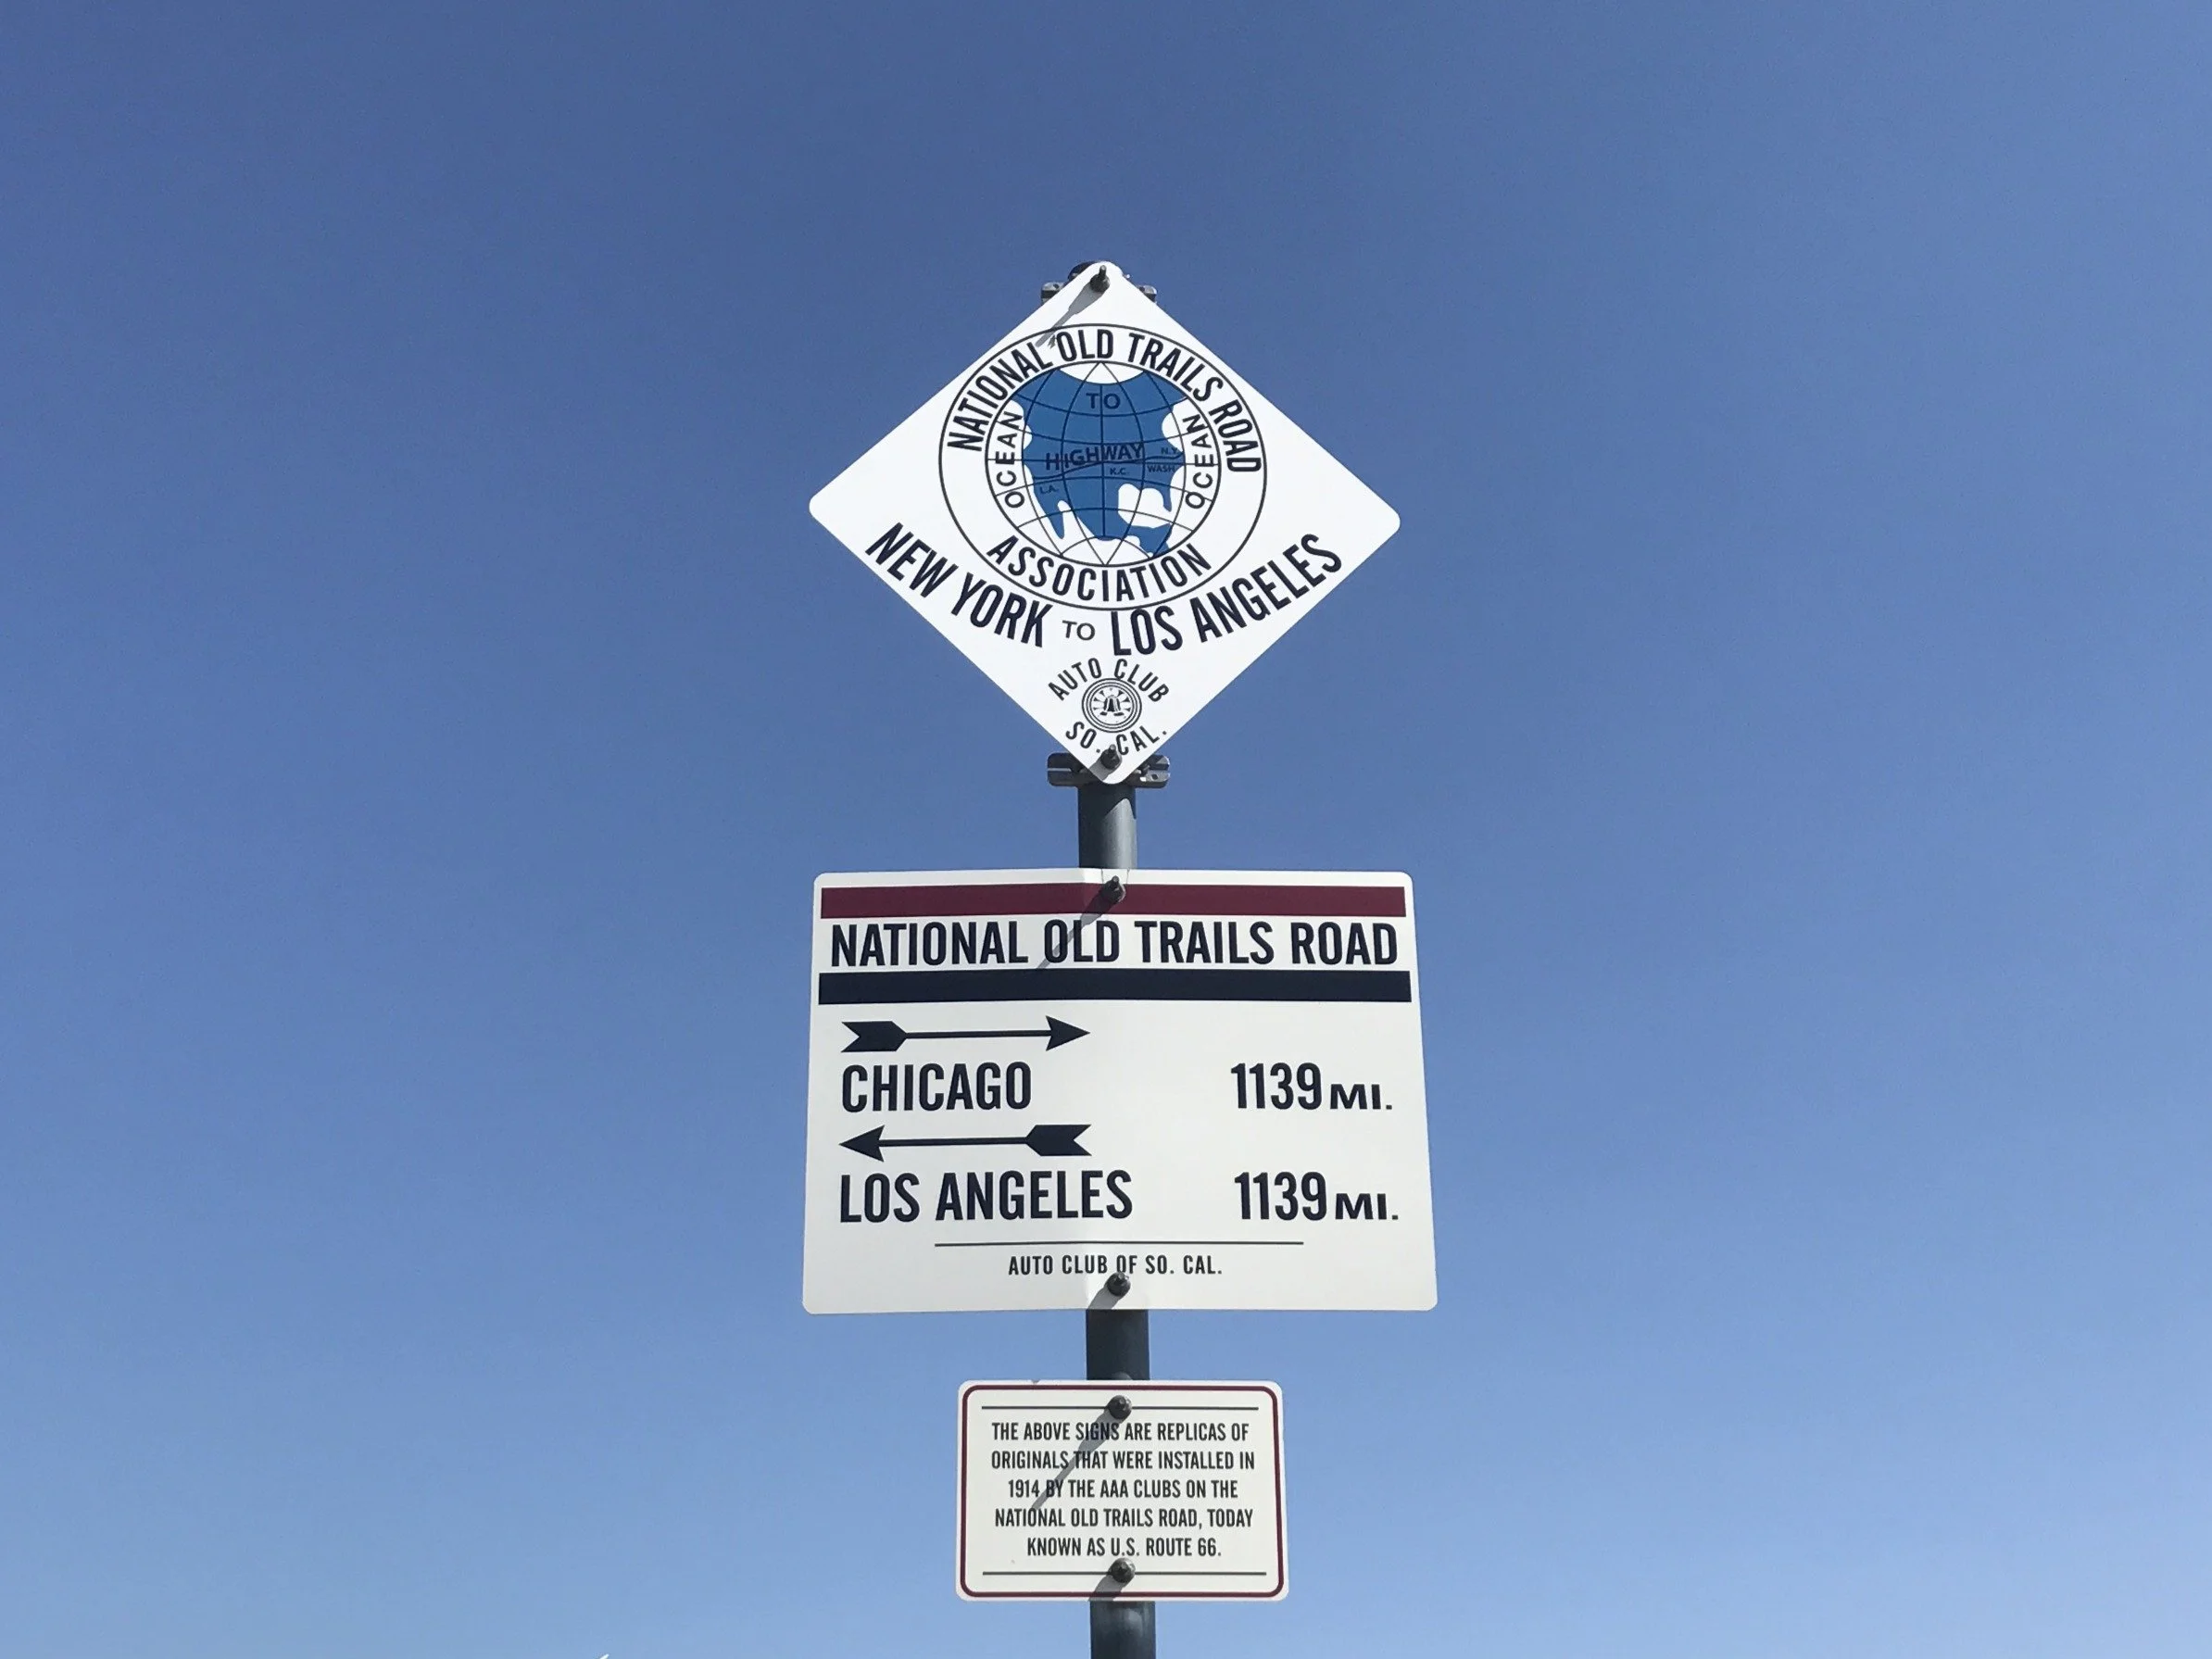 NATIONAL OLD TRAILS ROAD
TO
OCEAN
HIGHWAY
OCEAN
N.Y.
K.C.
WASH
L.A.
ASSOCIATION
NEW YORK TO LOS ANGELES
AUTO CLUB
SO. CAL.
NATIONAL OLD TRAILS ROAD
CHICAGO 1139 MI.
LOS ANGELES 1139 MI.
AUTO CLUB OF SO. CAL.
THE ABOVE SIGNS ARE REPLICAS OF
ORIGINALS THAT WERE INSTALLED IN
1914 BY THE AAA CLUBS ON THE
NATIONAL OLD TRAILS ROAD, TODAY
KNOWN AS U.S. ROUTE 66.